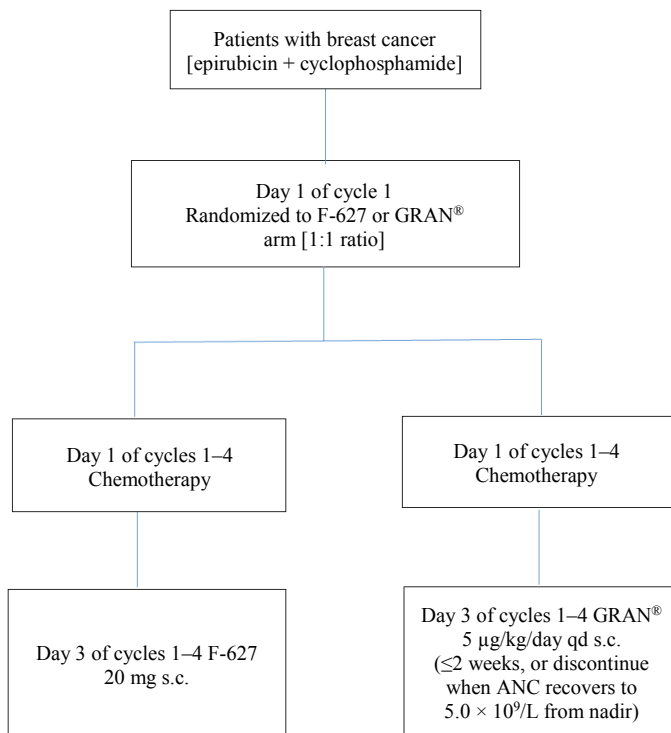 Patients with breast cancer
[epirubicin + cyclophosphamide]
Day 1 of cycle 1
Randomized to F-627 or GRAN®
arm [1:1 ratio]
Day 1 of cycles 1–4
Chemotherapy
Day 1 of cycles 1–4
Chemotherapy
Day 3 of cycles 1–4 F-627
20 mg s.c.
Day 3 of cycles 1–4 GRAN®
5 µg/kg/day qd s.c.
(≤2 weeks, or discontinue
when ANC recovers to
5.0 × 10⁹/L from nadir)